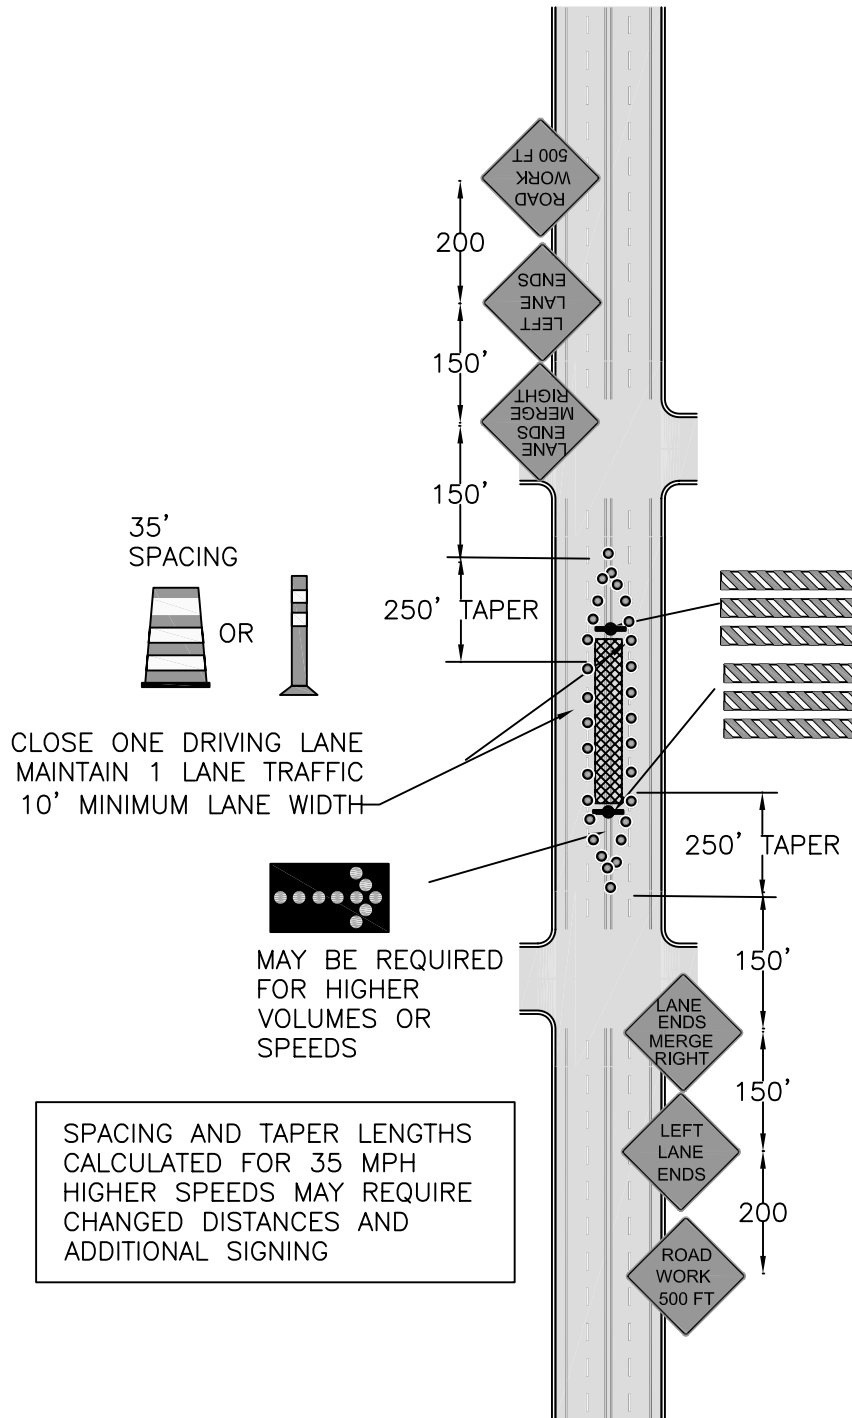 500 FT
WORK
ROAD
200
ENDS
LANE
LEFT
150'
RIGHT
MERGE
ENDS
LANE
150'
35'
SPACING
OR
250' TAPER
CLOSE ONE DRIVING LANE
MAINTAIN 1 LANE TRAFFIC
10' MINIMUM LANE WIDTH
250' TAPER
MAY BE REQUIRED
FOR HIGHER
VOLUMES OR
SPEEDS
150'
LANE
ENDS
MERGE
RIGHT
150'
LEFT
LANE
ENDS
200
ROAD
WORK
500 FT
SPACING AND TAPER LENGTHS
CALCULATED FOR 35 MPH
HIGHER SPEEDS MAY REQUIRE
CHANGED DISTANCES AND
ADDITIONAL SIGNING